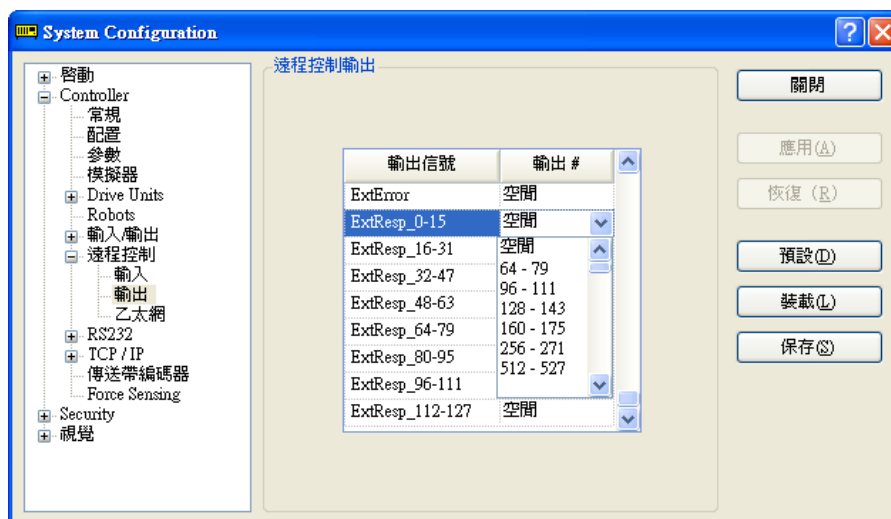 System Configuration
啓動
Controller
常規
配置
參數
模擬器
Drive Units
Robots
輸入/輸出
遠程控制
輸入
輸出
乙太網
RS232
TCP / IP
傳送帶編碼器
Force Sensing
Security
視覺
遠程控制輸出
輸出信號 輸出 #
ExtError 空閒
ExtResp_0-15 空閒
ExtResp_16-31
ExtResp_32-47
ExtResp_48-63
ExtResp_64-79
ExtResp_80-95
ExtResp_96-111
ExtResp_112-127 空閒
空閒
64 - 79
96 - 111
128 - 143
160 - 175
256 - 271
512 - 527
關閉
應用(A)
恢復 (R)
預設(D)
裝載(L)
保存(S)